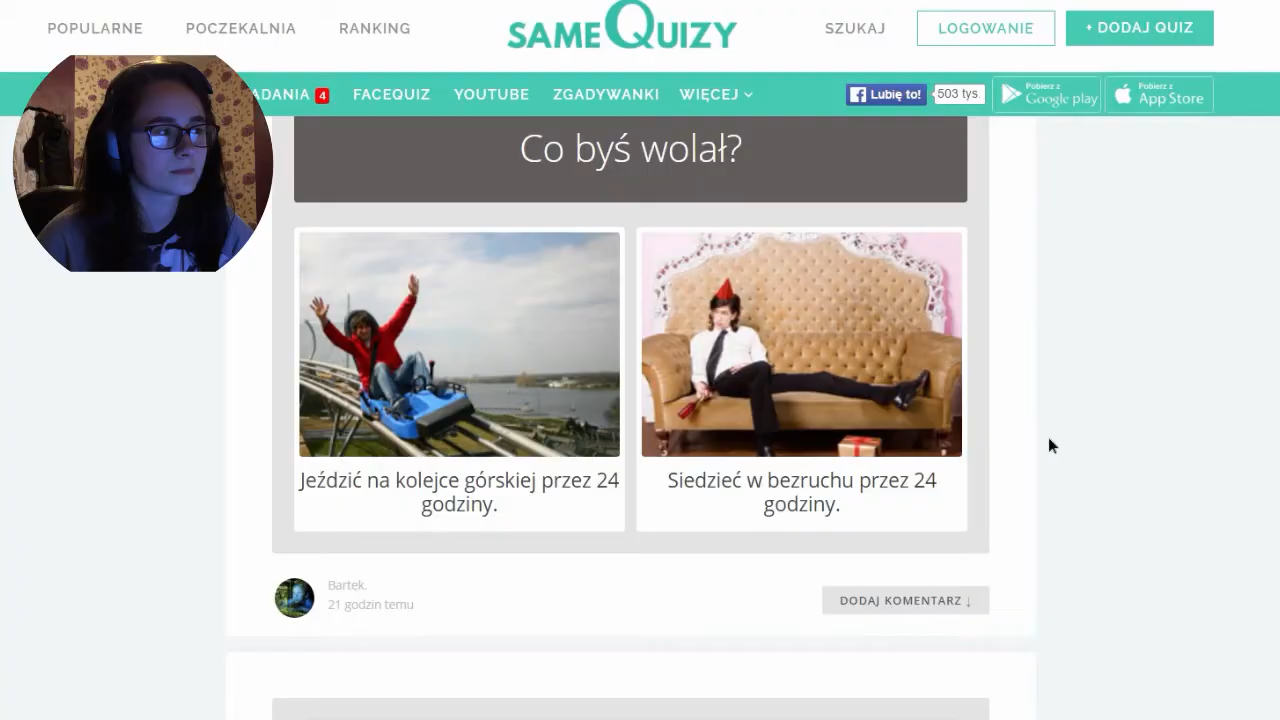 POPULARNE POCZEKALNIA RANKING SAMEQUIZY SZUKAJ LOGOWANIE + DODAJ QUIZ
ADANIA 4 FACEQUIZ YOUTUBE ZGADYWANKI WIĘCEJ Lubię to! 503 tys. Pobierz z Google play Pobierz z App Store
Co byś wolał?
Jeździć na kolejce górskiej przez 24
godziny.
Siedzieć w bezruchu przez 24
godziny.
Bartek.
21 godzin temu
DODAJ KOMENTARZ ↓